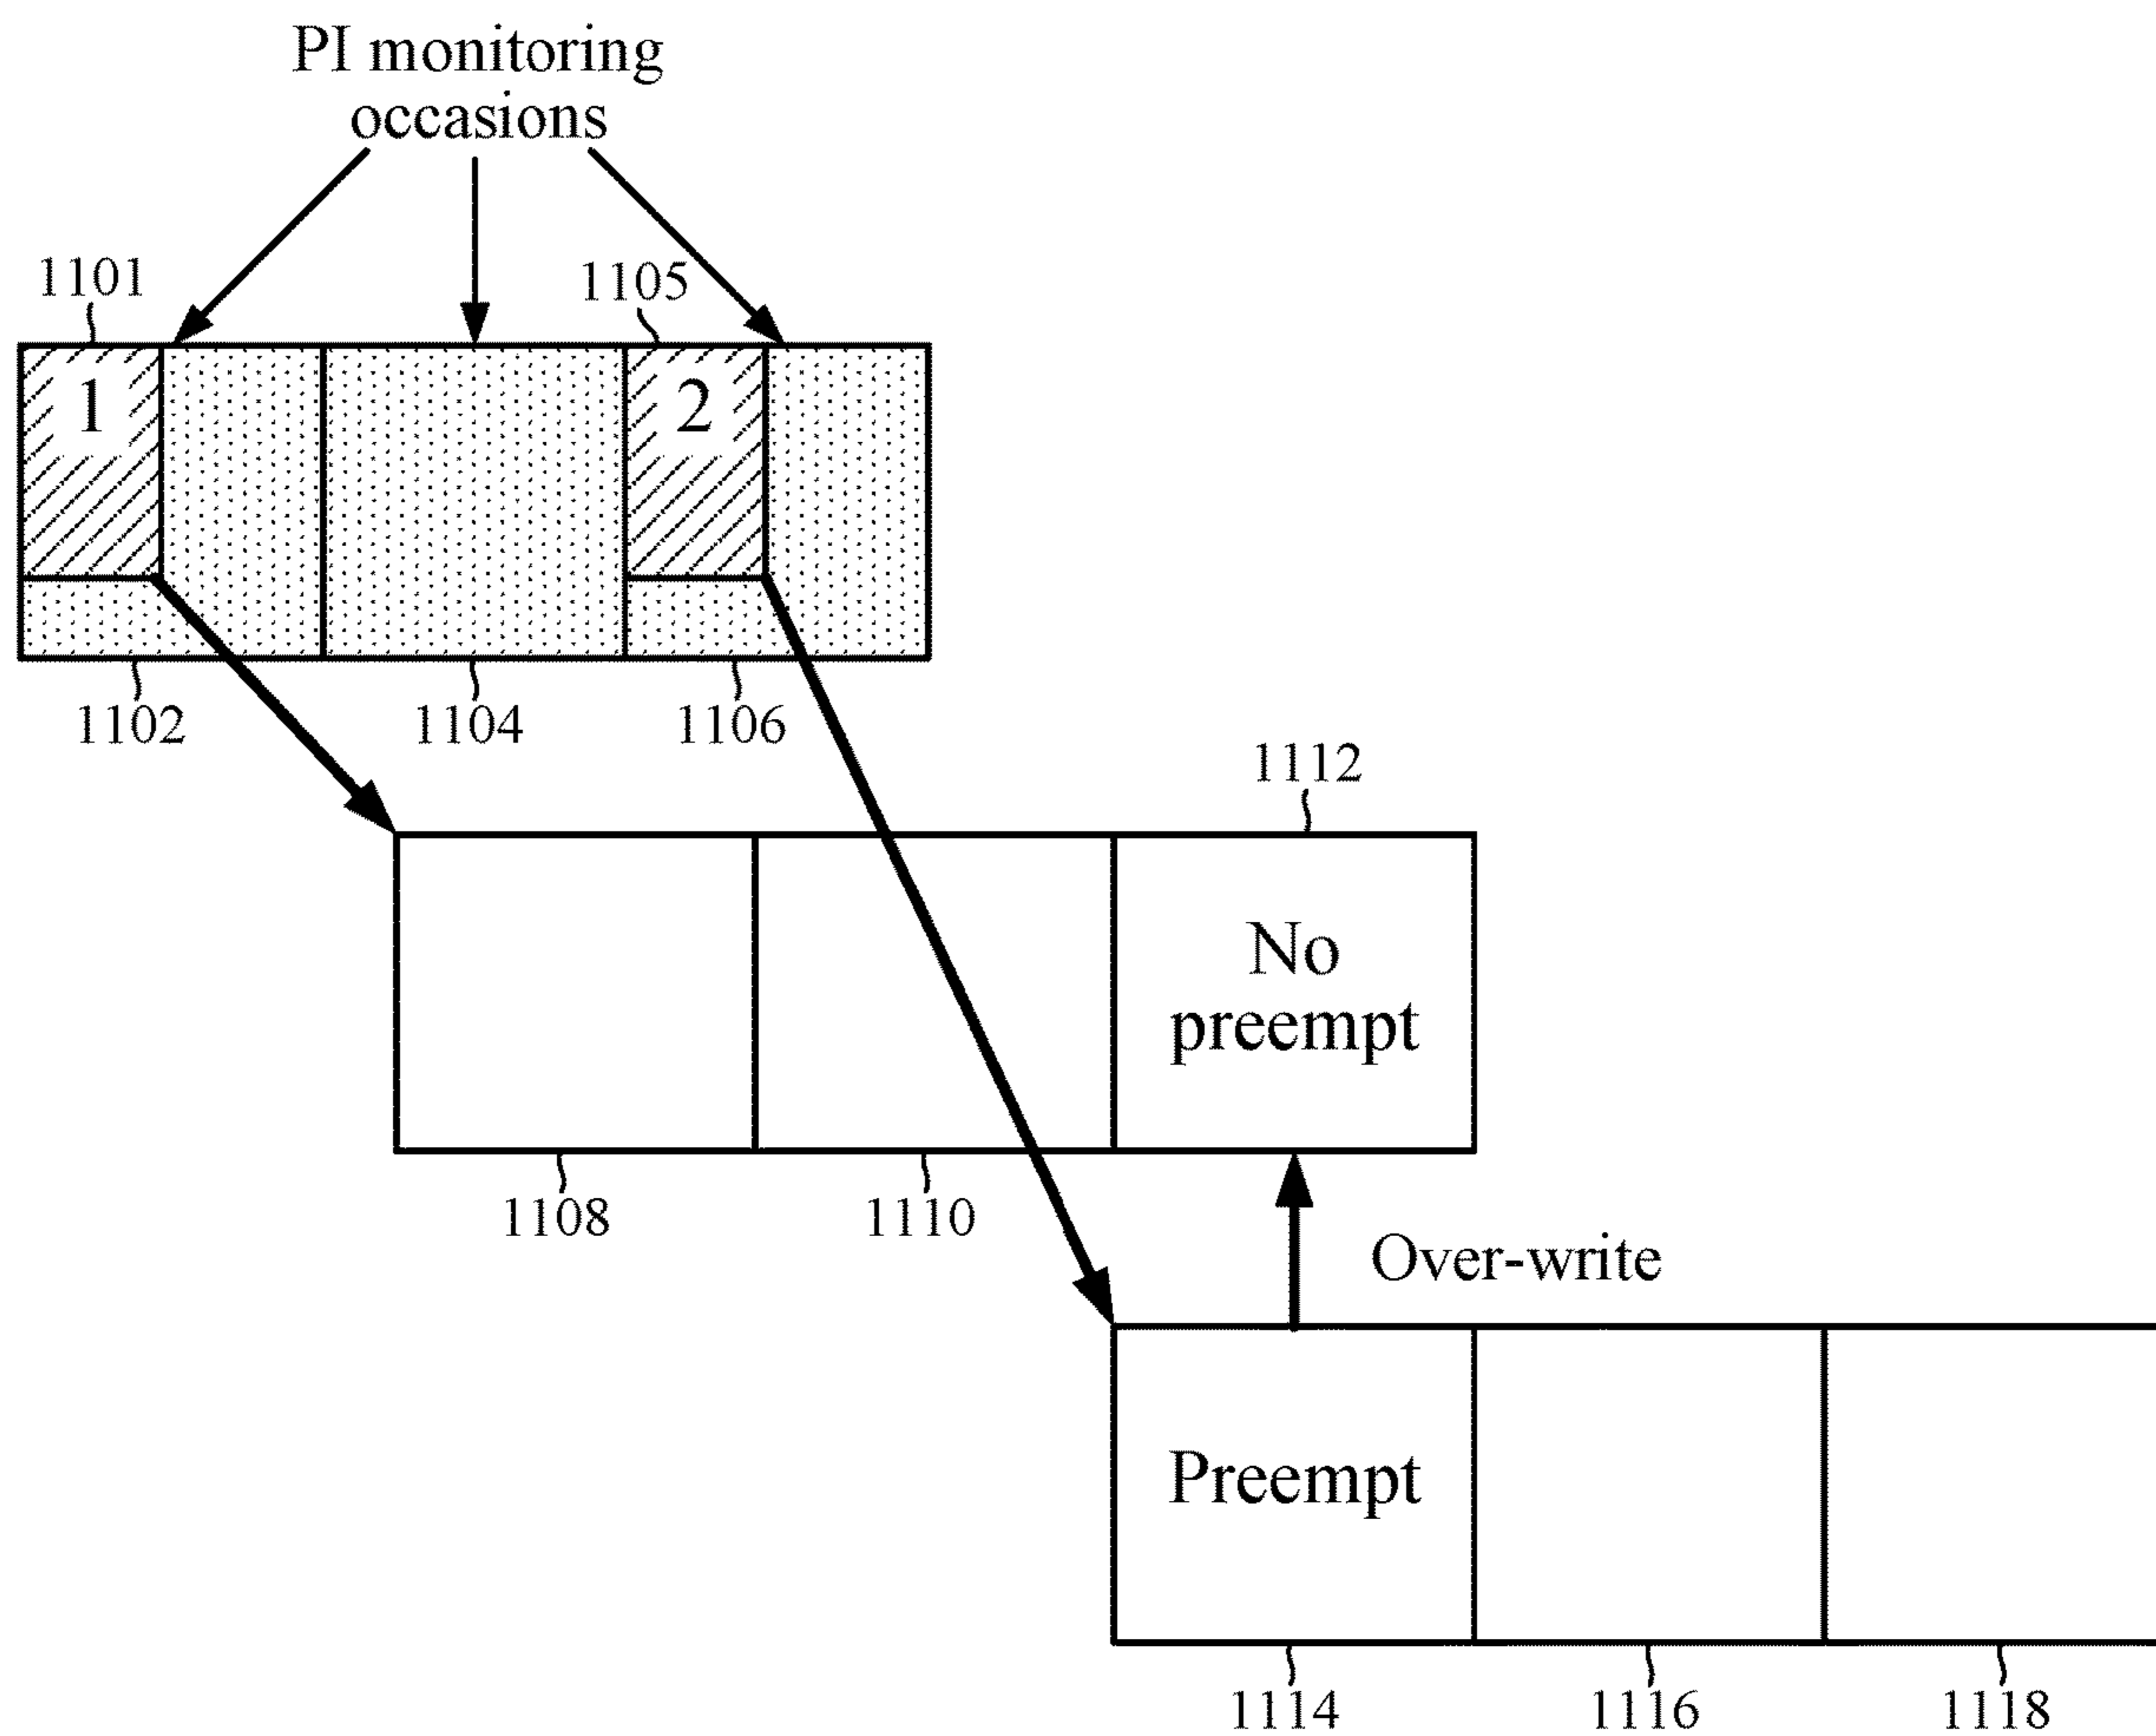 PI monitoring
occasions
1101
1105
1
2
1102
1104
1106
1112
No
preempt
1108
1110
Over-write
Preempt
1114
1116
1118